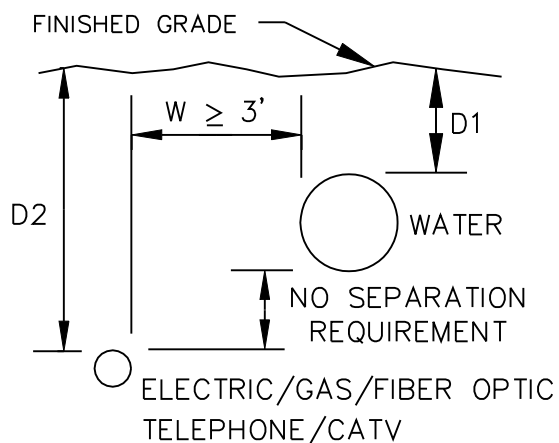 FINISHED GRADE
W ≥ 3'
D1
D2
WATER
NO SEPARATION
REQUIREMENT
ELECTRIC/GAS/FIBER OPTIC
TELEPHONE/CATV